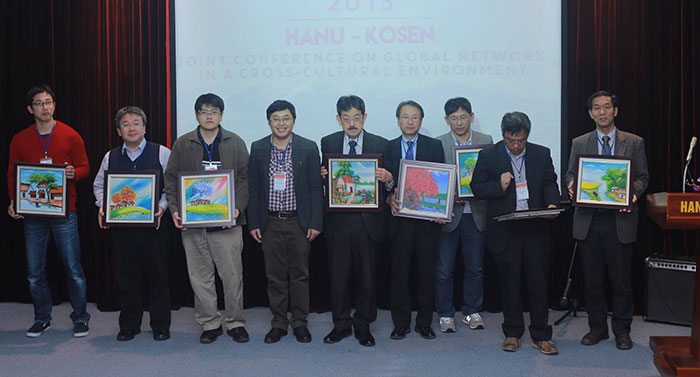 2015
HANU - KOSEN
JOINT CONFERENCE ON GLOBAL NETWORK
IN A CROSS-CULTURAL ENVIRONMENT
HAN